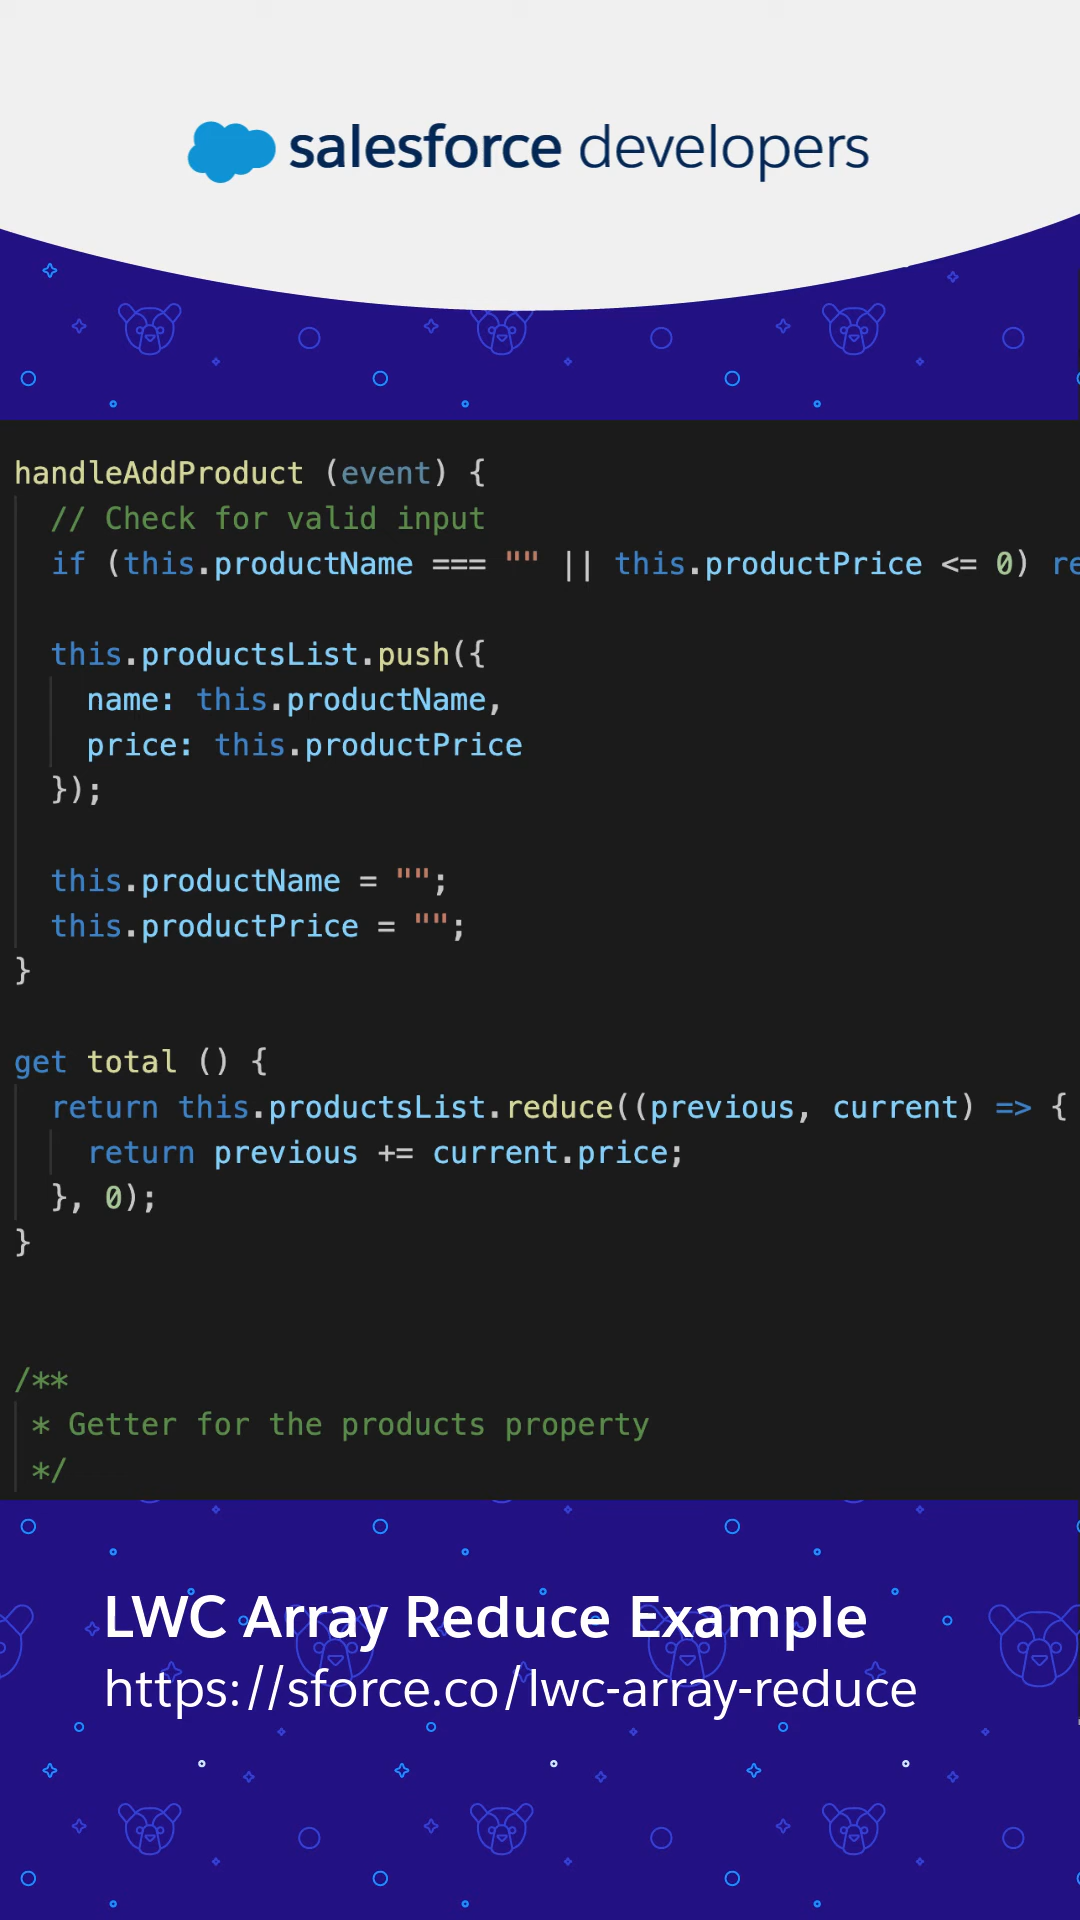 salesforce developers
handleAddProduct (event) {
// Check for valid input
if (this.productName === "" || this.productPrice <= 0) re
this.productsList.push({
name: this.productName,
price: this.productPrice
});
this.productName = "";
this.productPrice = "";
}
get total () {
return this.productsList.reduce((previous, current) => {
return previous += current.price;
}, 0);
}
/**
* Getter for the products property
*/
LWC Array Reduce Example
https://sforce.co/lwc-array-reduce